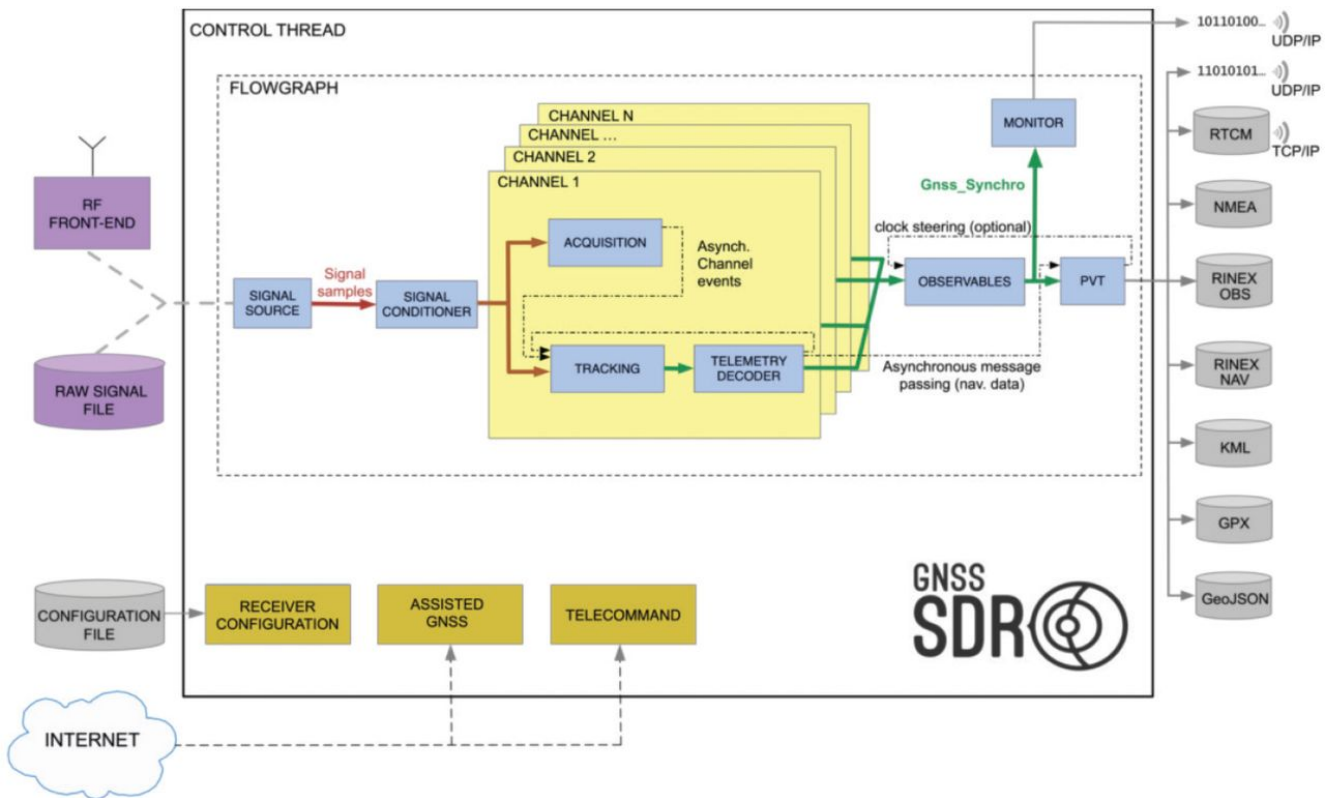 CONTROL THREAD
10110100...
UDP/IP
11010101...
UDP/IP
FLOWGRAPH
CHANNEL N
CHANNEL ...
CHANNEL 2
CHANNEL 1
MONITOR
RTCM
TCP/IP
Gnss_Synchro
RF
FRONT-END
NMEA
ACQUISITION
Asynch.
Channel
events
clock steering (optional)
Signal
samples
SIGNAL
SOURCE
SIGNAL
CONDITIONER
OBSERVABLES
PVT
RINEX
OBS
TRACKING
TELEMETRY
DECODER
Asynchronous message
passing (nav. data)
RINEX
NAV
RAW SIGNAL
FILE
KML
GPX
CONFIGURATION
FILE
RECEIVER
CONFIGURATION
ASSISTED
GNSS
TELECOMMAND
GNSS
SDR
GeoJSON
INTERNET